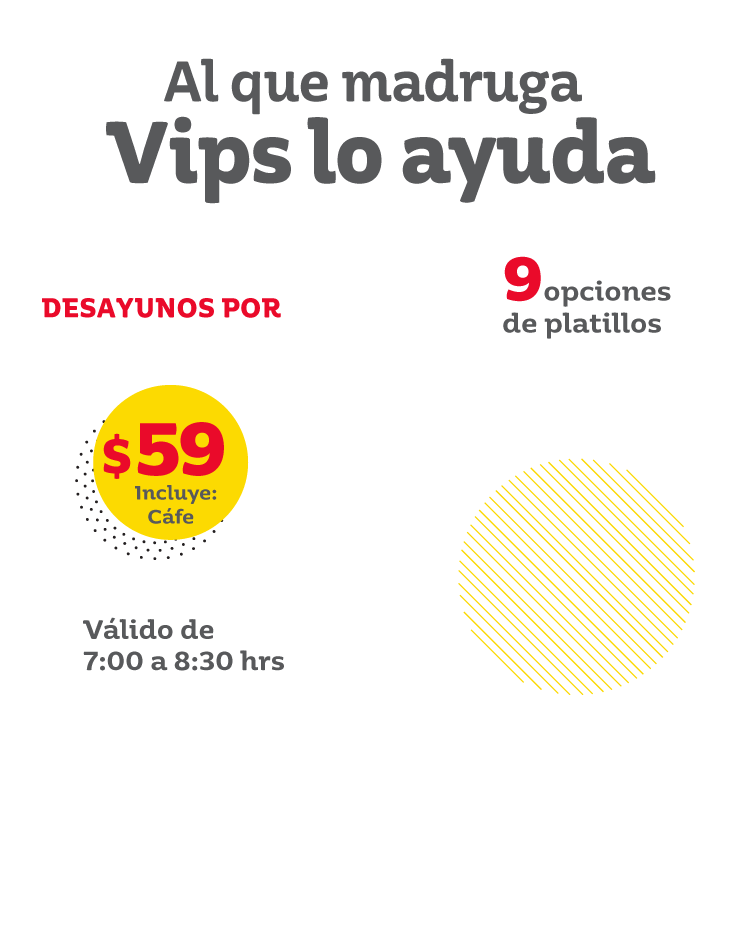 Al que madruga
Vips lo ayuda
DESAYUNOS POR
9 opciones
de platillos
$59
Incluye:
Cáfe
Válido de
7:00 a 8:30 hrs